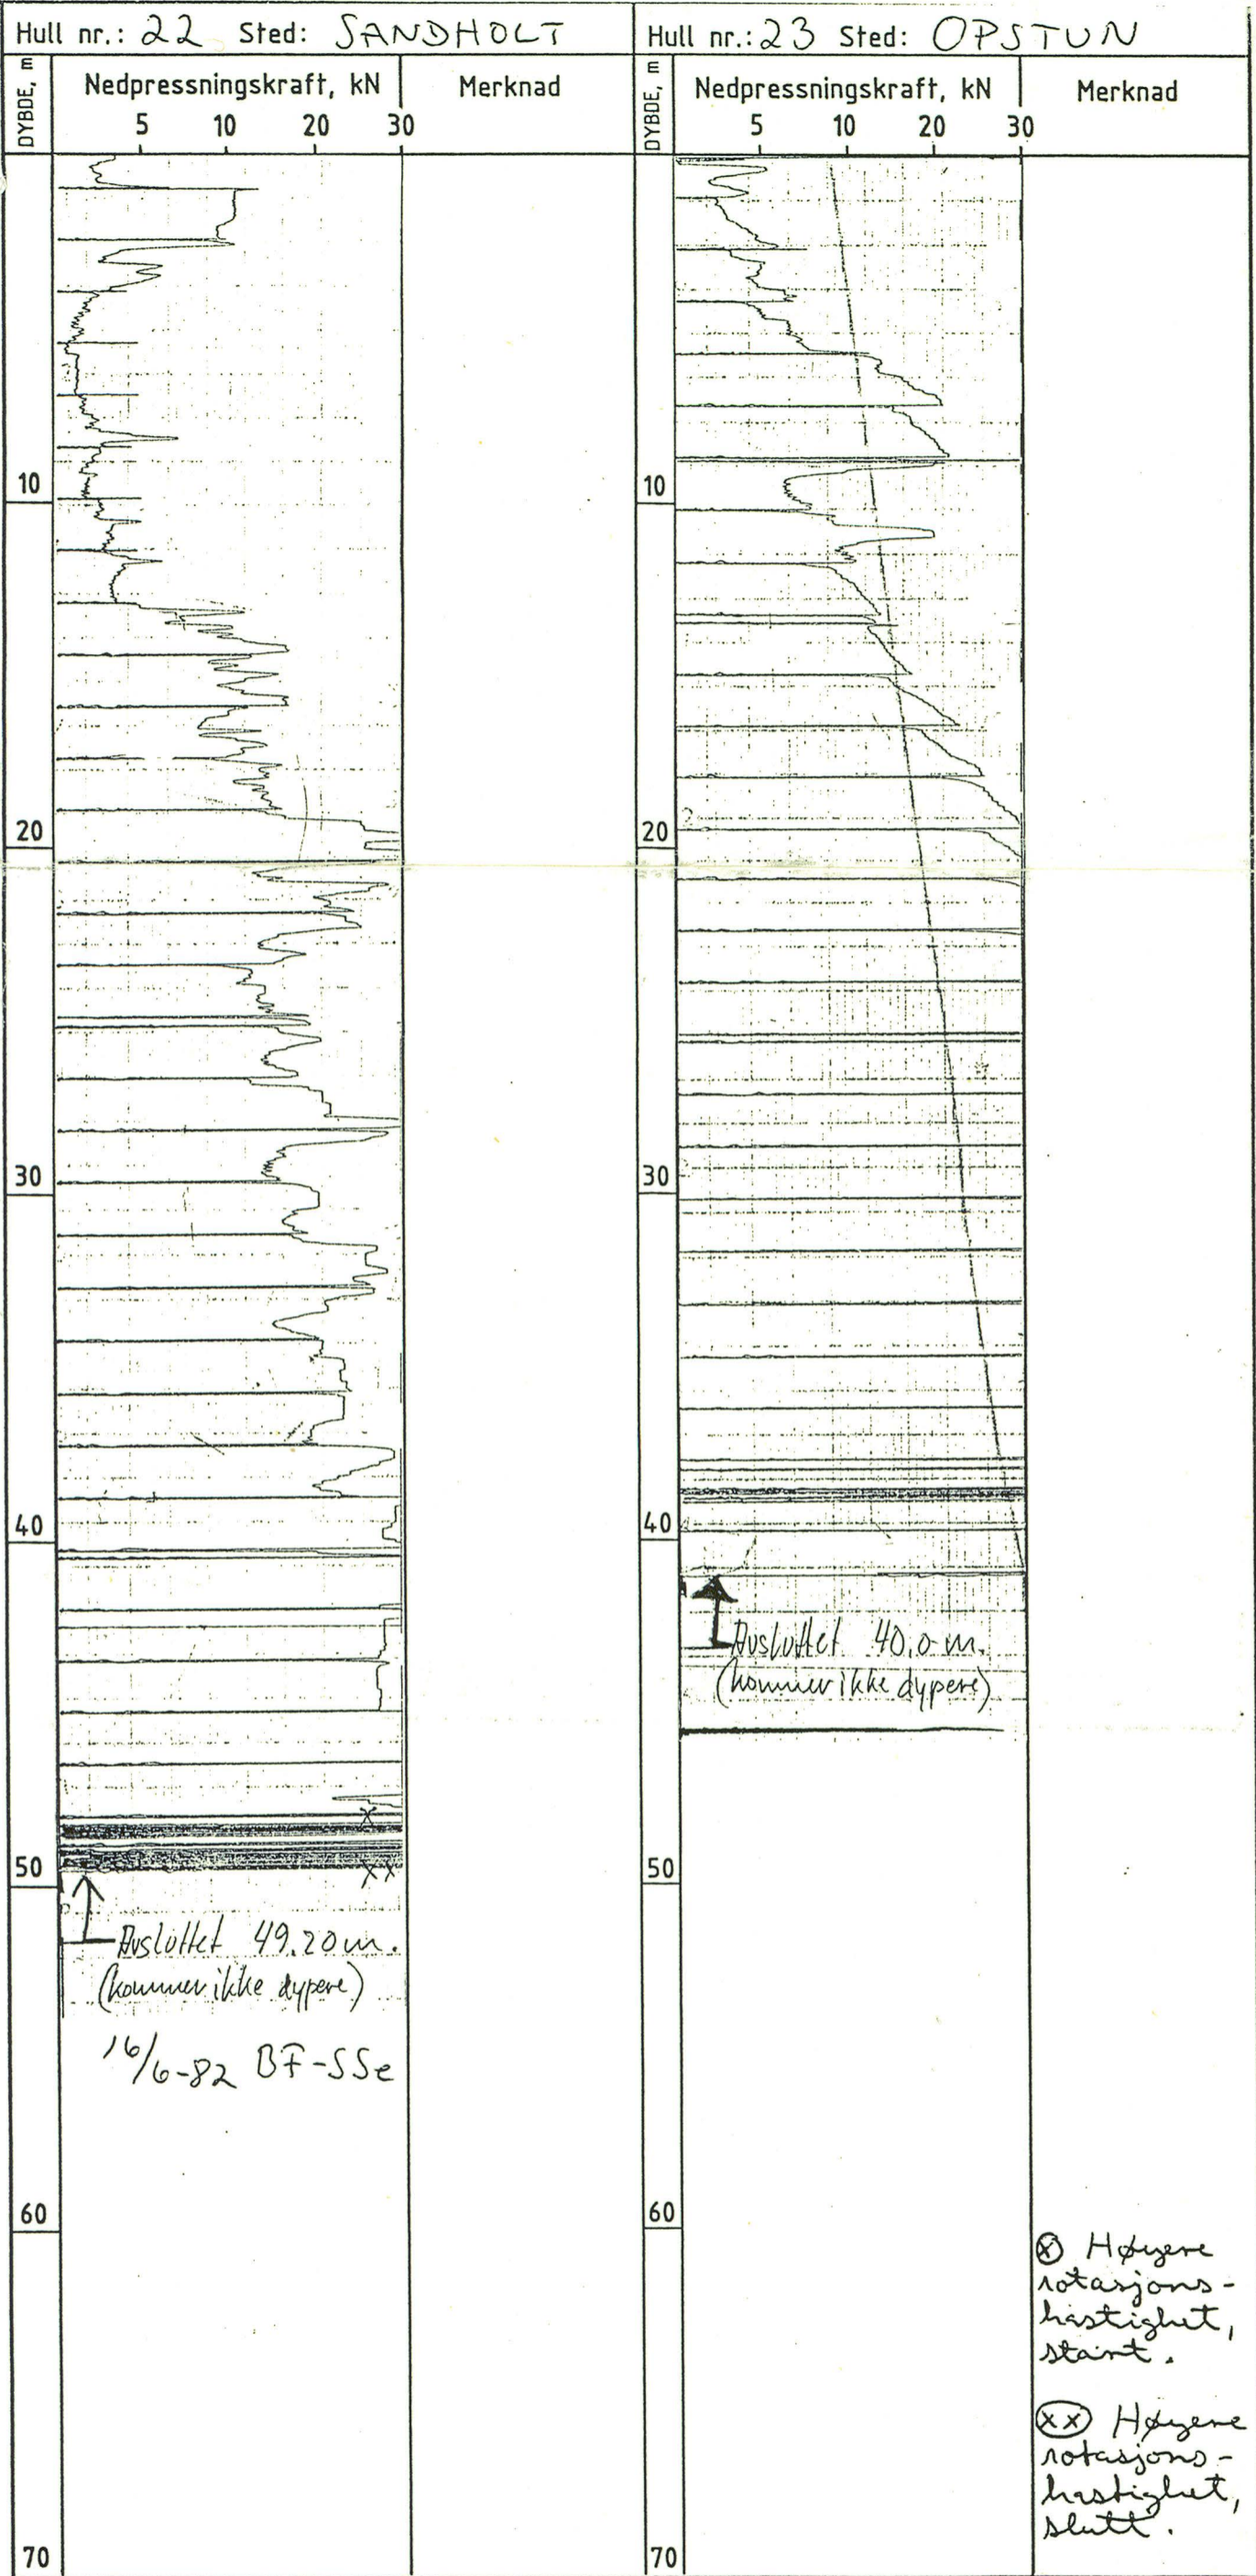 Hull nr.: 22 Sted: SANDHOLT
DYBDE, m
Nedpressningskraft, kN
Merknad
5 10 20 30
10
20
30
40
50
60
70
x
xx
Avsluttet 49.20 m.
(kommer ikke dypere)
16/6-82 BF-SSe
Hull nr.: 23 Sted: OPSTUN
DYBDE, m
Nedpressningskraft, kN
Merknad
5 10 20 30
10
20
30
40
50
60
70
Avsluttet 40.0 m.
(kommer ikke dypere)
x Høyere
rotasjons-
hastighet,
start.
xx Høyere
rotasjons-
hastighet,
slutt.